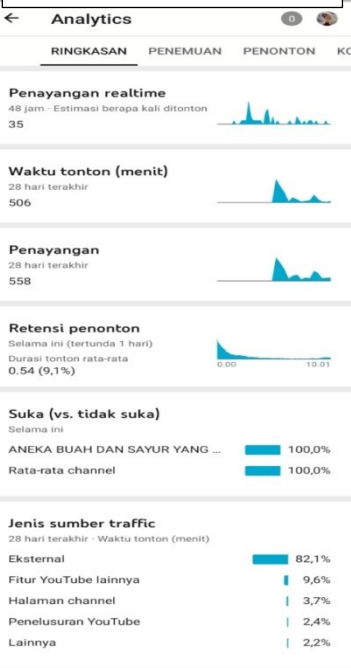 Analytics
0
RINGKASAN PENEMUAN PENONTON KO
Penayangan realtime
48 jam · Estimasi berapa kali ditonton
35
Waktu tonton (menit)
28 hari terakhir
506
Penayangan
28 hari terakhir
558
Retensi penonton
Selama ini (tertunda 1 hari)
Durasi tonton rata-rata
0.54 (9,1%)
0.00 10.01
Suka (vs. tidak suka)
Selama ini
ANEKA BUAH DAN SAYUR YANG ... 100,0%
Rata-rata channel 100,0%
Jenis sumber traffic
28 hari terakhir · Waktu tonton (menit)
Eksternal 82,1%
Fitur YouTube lainnya 9,6%
Halaman channel 3,7%
Penelusuran YouTube 2,4%
Lainnya 2,2%